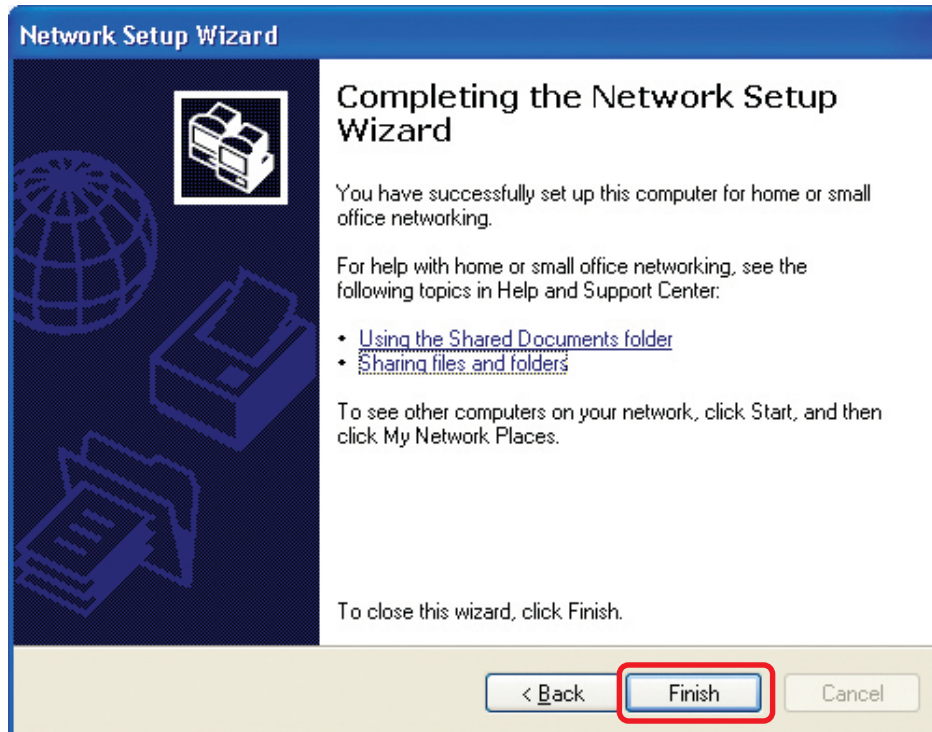 Network Setup Wizard
Completing the Network Setup
Wizard
You have successfully set up this computer for home or small
office networking.
For help with home or small office networking, see the
following topics in Help and Support Center:
• Using the Shared Documents folder
• Sharing files and folders
To see other computers on your network, click Start, and then
click My Network Places.
To close this wizard, click Finish.
< Back Finish Cancel